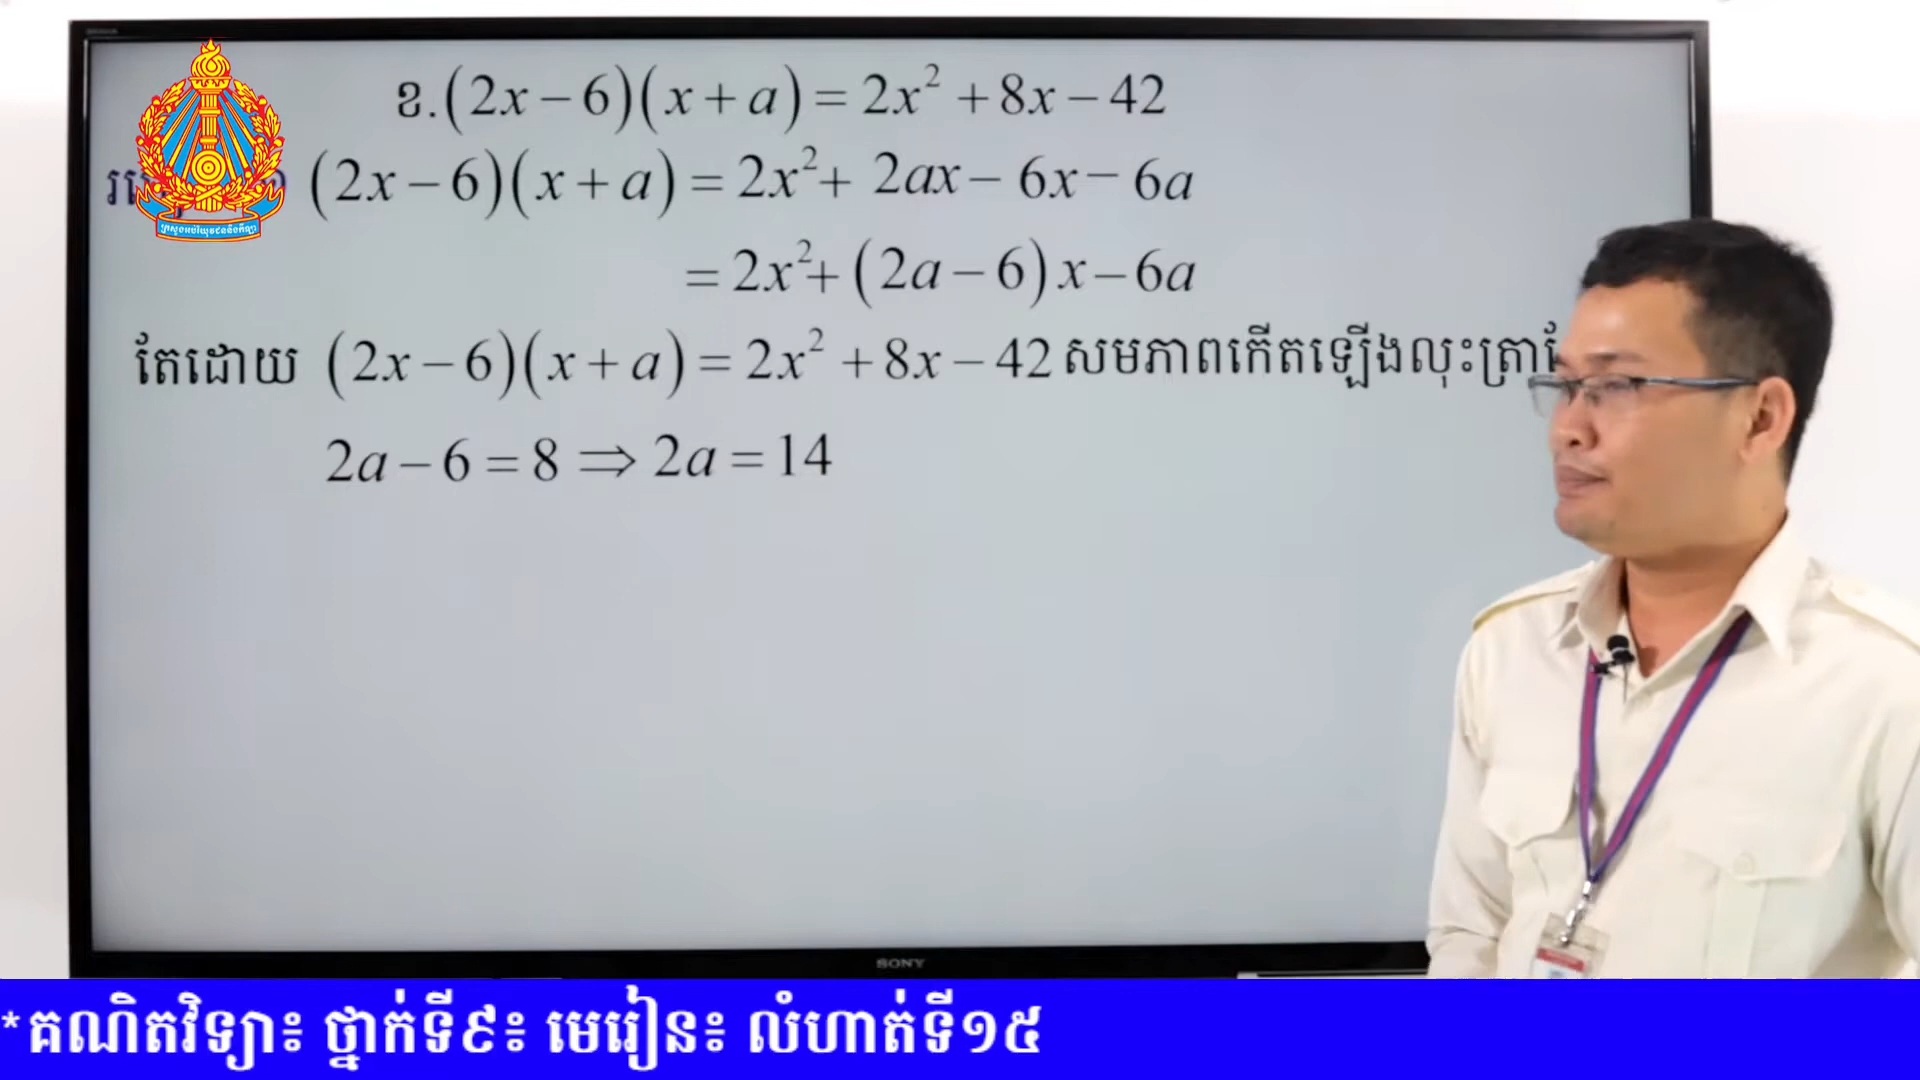 ខ.(2x − 6)(x + a) = 2x² + 8x − 42
(2x − 6)(x + a) = 2x² + 2ax − 6x − 6a
= 2x² + (2a − 6)x − 6a
តែដោយ (2x − 6)(x + a) = 2x² + 8x − 42 សមភាពកើតឡើងលុះត្រា
2a − 6 = 8 ⇒ 2a = 14
SONY
*គណិតវិទ្យា៖ ថ្នាក់ទី៩៖ មេរៀន៖ លំហាត់ទី១៥